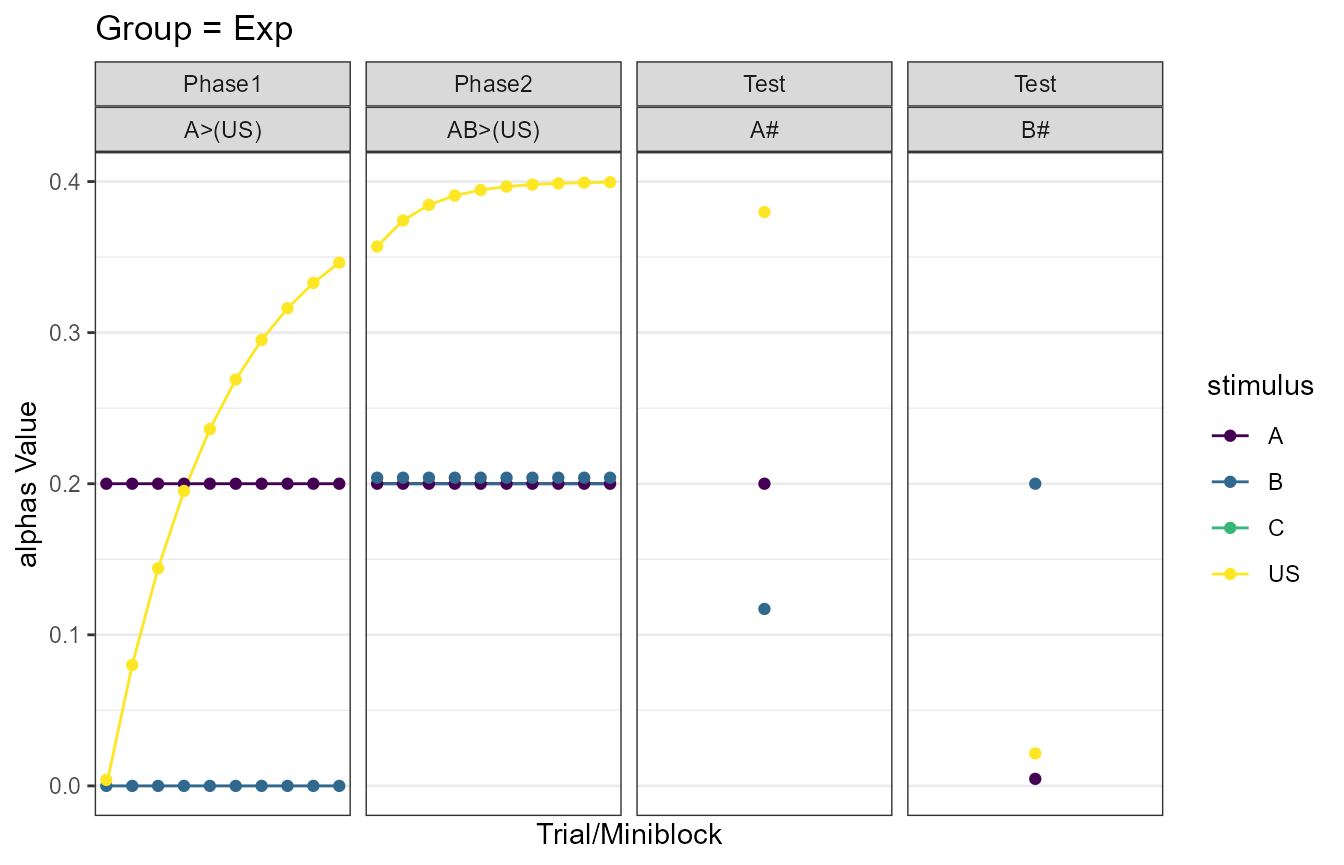 Group = Exp
Phase1
Phase2
Test
Test
A>(US)
AB>(US)
A#
B#
0.4
0.3
0.2
0.1
0.0
alphas Value
Trial/Miniblock
stimulus
A
B
C
US